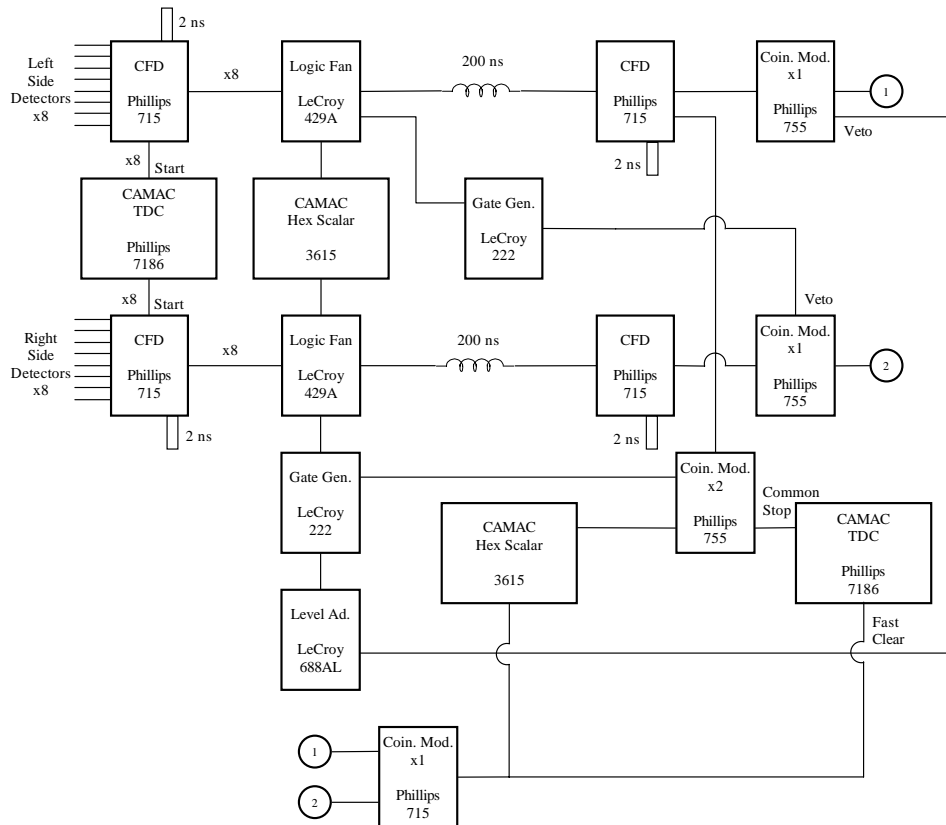 2 ns
Left
Side
Detectors
x8
CFD
Phillips
715
x8
Logic Fan
LeCroy
429A
200 ns
CFD
Phillips
715
Coin. Mod.
x1
Phillips
755
1
Veto
x8
Start
2 ns
CAMAC
TDC
Phillips
7186
CAMAC
Hex Scalar
3615
Gate Gen.
LeCroy
222
x8
Start
Veto
Right
Side
Detectors
x8
CFD
Phillips
715
x8
Logic Fan
LeCroy
429A
200 ns
CFD
Phillips
715
Coin. Mod.
x1
Phillips
755
2
2 ns
2 ns
Gate Gen.
LeCroy
222
Coin. Mod.
x2
Phillips
755
Common
Stop
CAMAC
Hex Scalar
3615
CAMAC
TDC
Phillips
7186
Level Ad.
LeCroy
688AL
Fast
Clear
1
2
Coin. Mod.
x1
Phillips
715